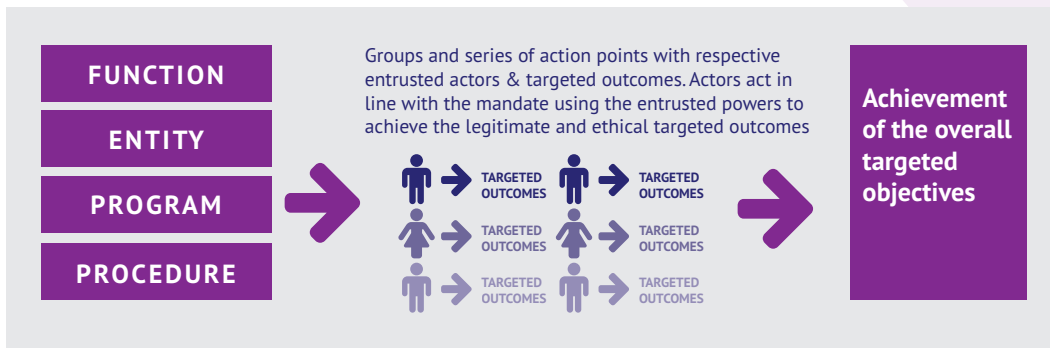 FUNCTION
ENTITY
PROGRAM
PROCEDURE
Groups and series of action points with respective
entrusted actors & targeted outcomes. Actors act in
line with the mandate using the entrusted powers to
achieve the legitimate and ethical targeted outcomes
TARGETED
OUTCOMES
TARGETED
OUTCOMES
TARGETED
OUTCOMES
TARGETED
OUTCOMES
TARGETED
OUTCOMES
TARGETED
OUTCOMES
Achievement
of the overall
targeted
objectives